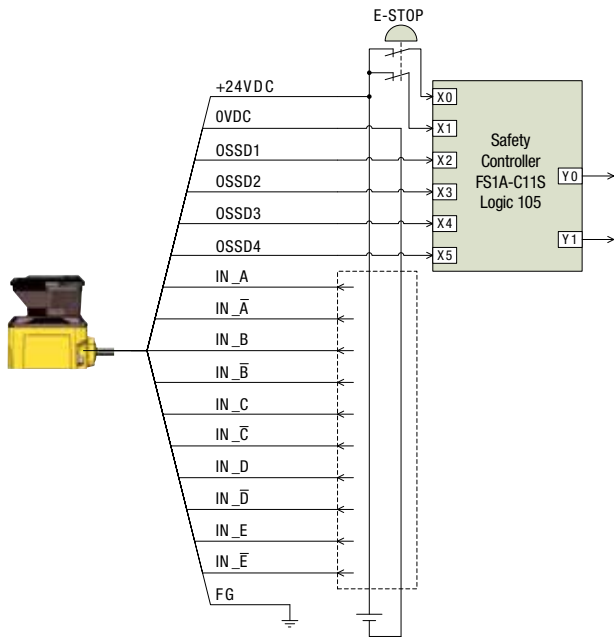 E-STOP
+24VDC
0VDC
OSSD1
OSSD2
OSSD3
OSSD4
IN_A
IN_A̅
IN_B
IN_B̅
IN_C
IN_C̅
IN_D
IN_D̅
IN_E
IN_E̅
FG
X0
X1
X2
X3
X4
X5
Safety
Controller
FS1A-C11S
Logic 105
Y0
Y1